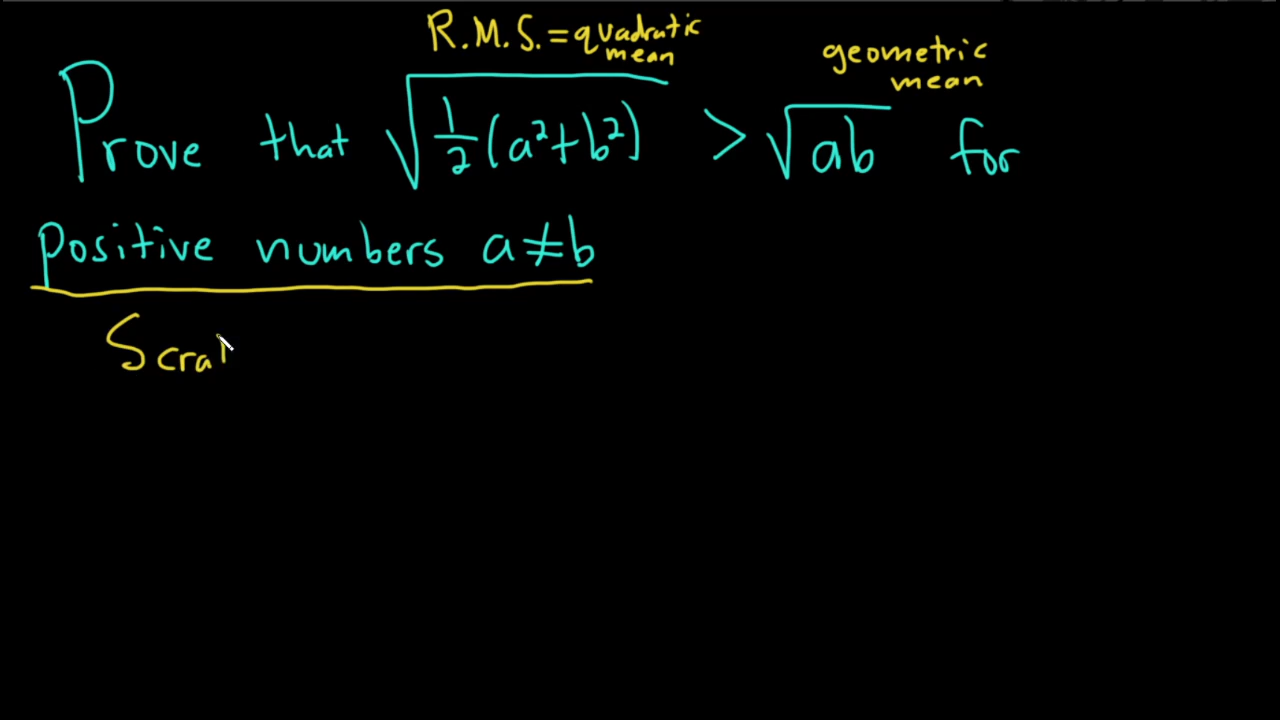 R.M.S. = quadratic mean
geometric mean
Prove that √(1/2(a²+b²)) > √ab for
positive numbers a≠b
Scra